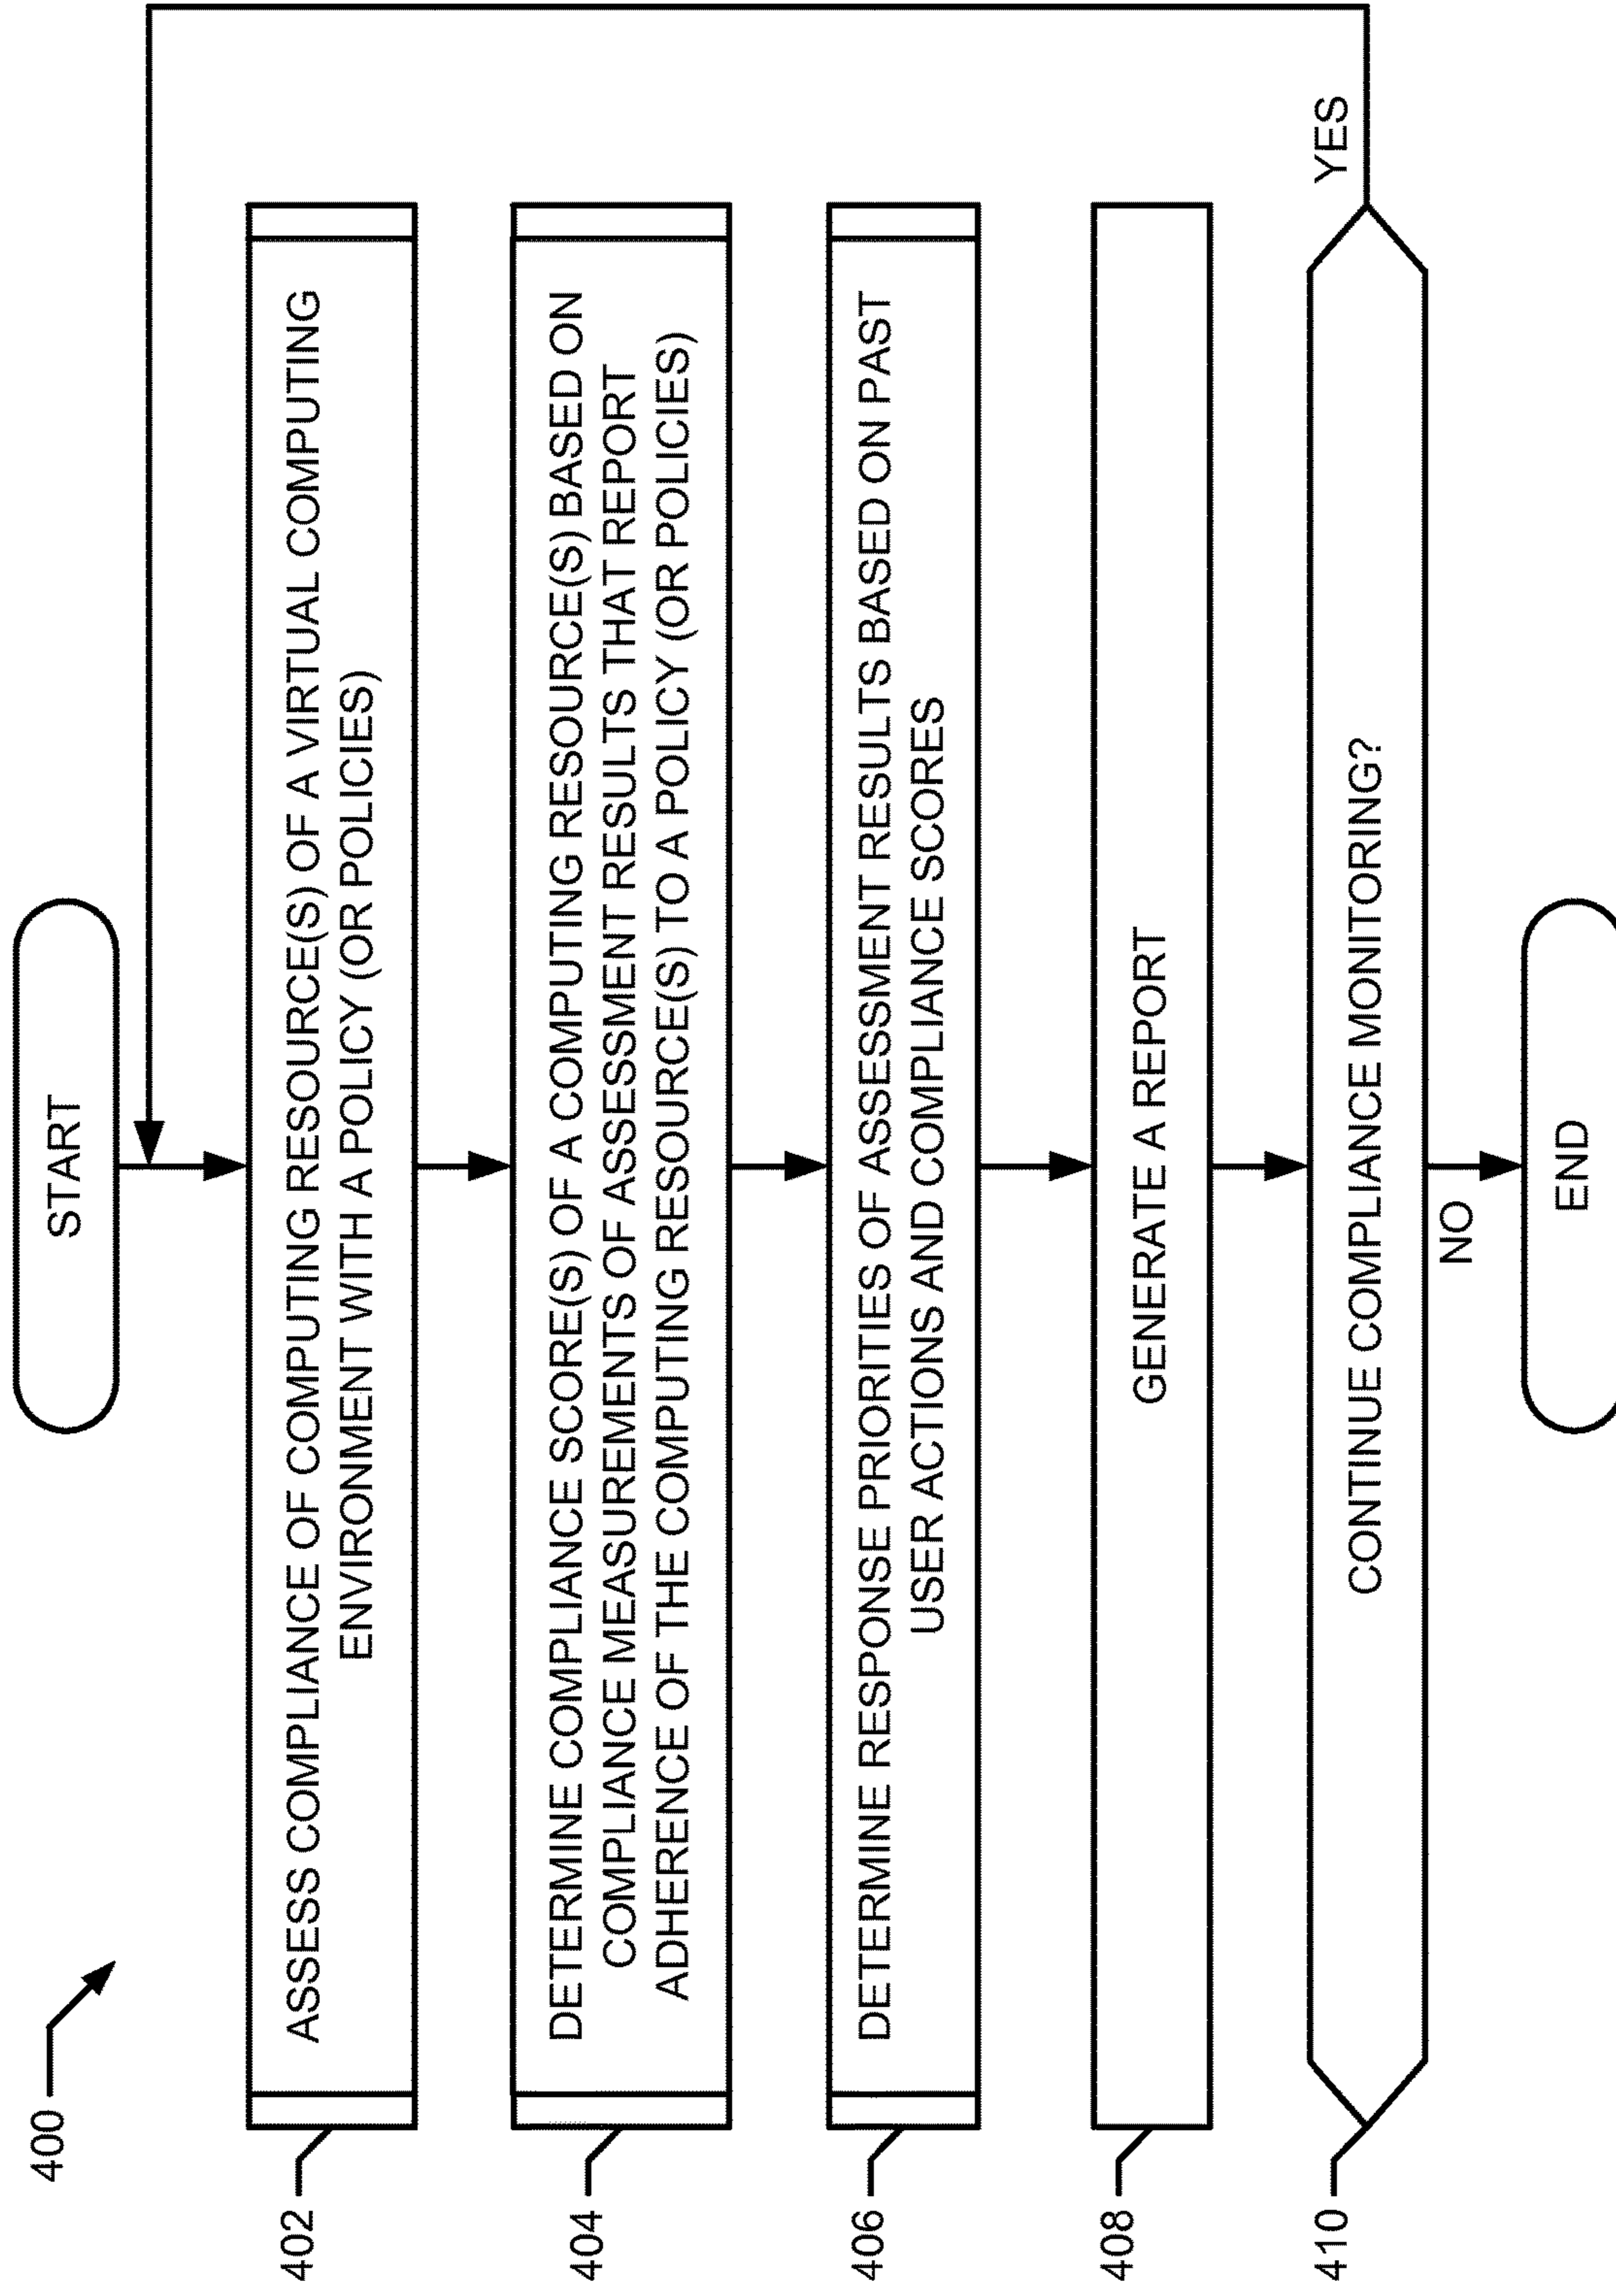 400
START
402
ASSESS COMPLIANCE OF COMPUTING RESOURCE(S) OF A VIRTUAL COMPUTING
ENVIRONMENT WITH A POLICY (OR POLICIES)
404
DETERMINE COMPLIANCE SCORE(S) OF A COMPUTING RESOURCE(S) BASED ON
COMPLIANCE MEASUREMENTS OF ASSESSMENT RESULTS THAT REPORT
ADHERENCE OF THE COMPUTING RESOURCE(S) TO A POLICY (OR POLICIES)
406
DETERMINE RESPONSE PRIORITIES OF ASSESSMENT RESULTS BASED ON PAST
USER ACTIONS AND COMPLIANCE SCORES
408
GENERATE A REPORT
410
CONTINUE COMPLIANCE MONITORING?
YES
NO
END